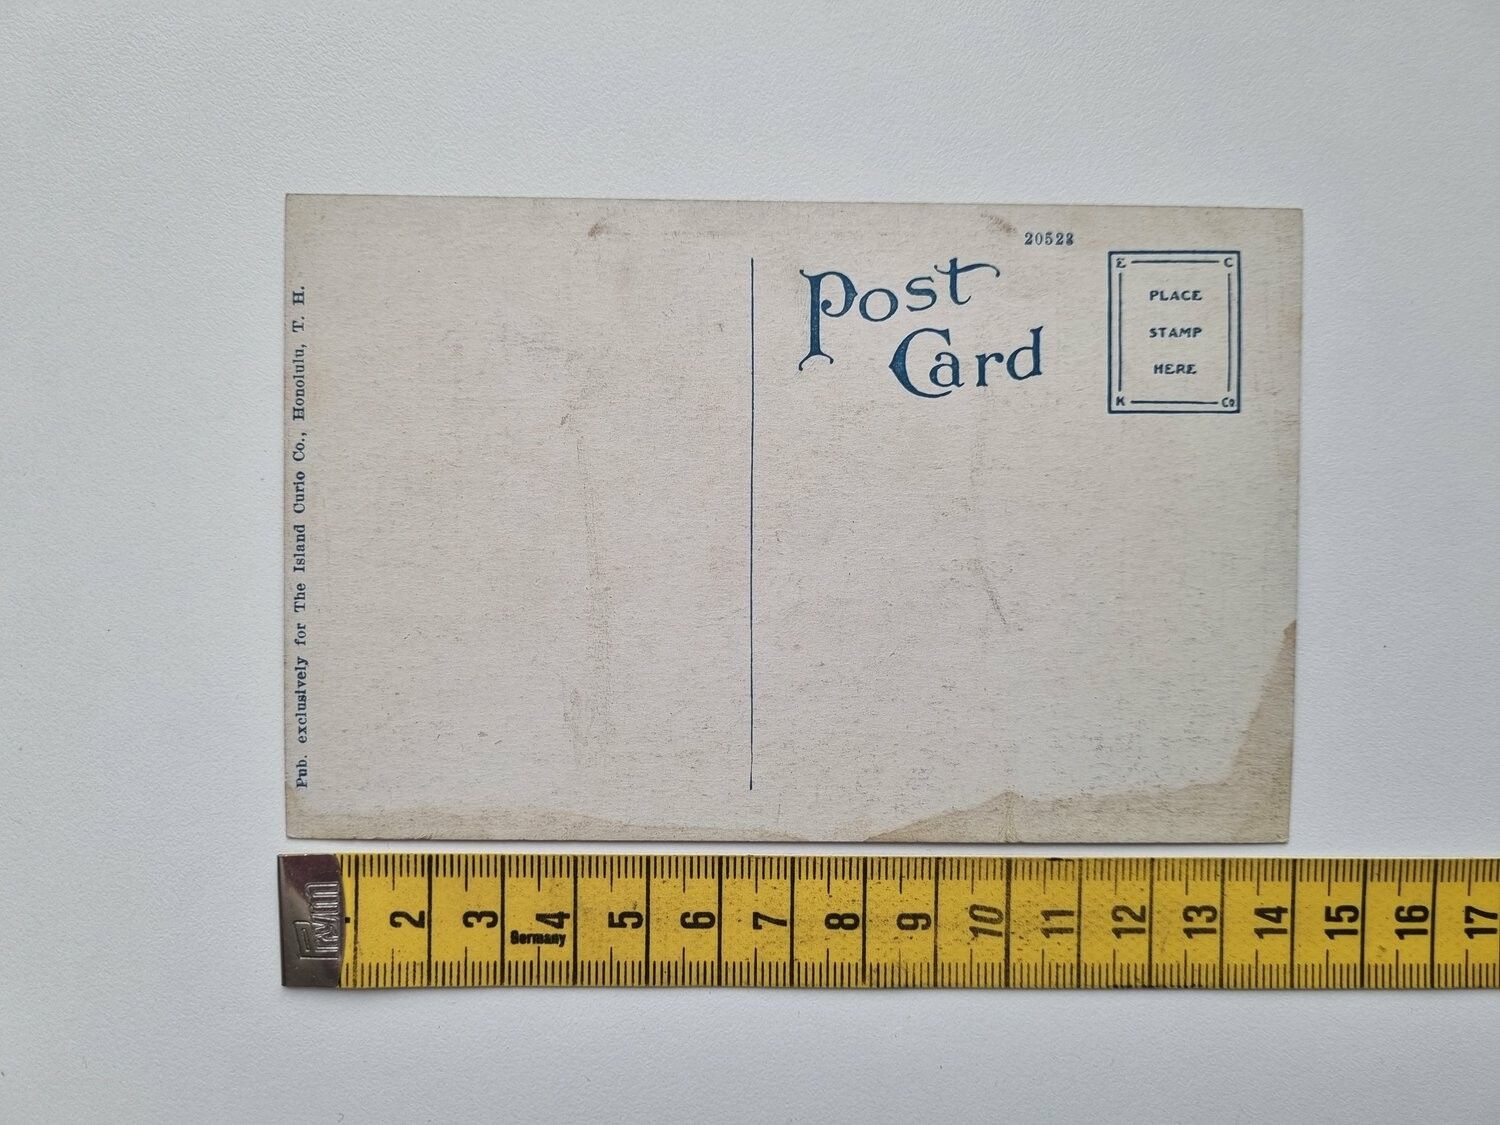 20523
Post
Card
E C
PLACE
STAMP
HERE
K Co
Pub. exclusively for The Island Curio Co., Honolulu, T. H.
Prym
2 3 4 5 6 7 8 9 10 11 12 13 14 15 16 17
Germany